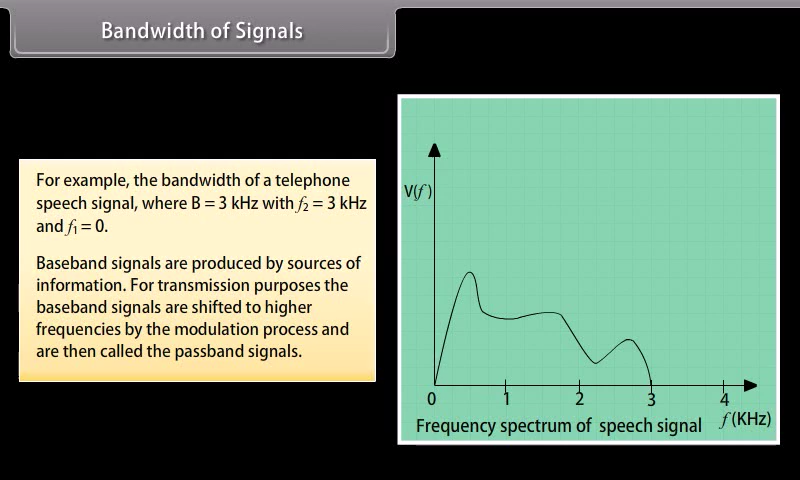 Bandwidth of Signals
For example, the bandwidth of a telephone
speech signal, where B = 3 kHz with f₂ = 3 kHz
and f₁ = 0.
Baseband signals are produced by sources of
information. For transmission purposes the
baseband signals are shifted to higher
frequencies by the modulation process and
are then called the passband signals.
V(f)
0 1 2 3 4
f (KHz)
Frequency spectrum of speech signal